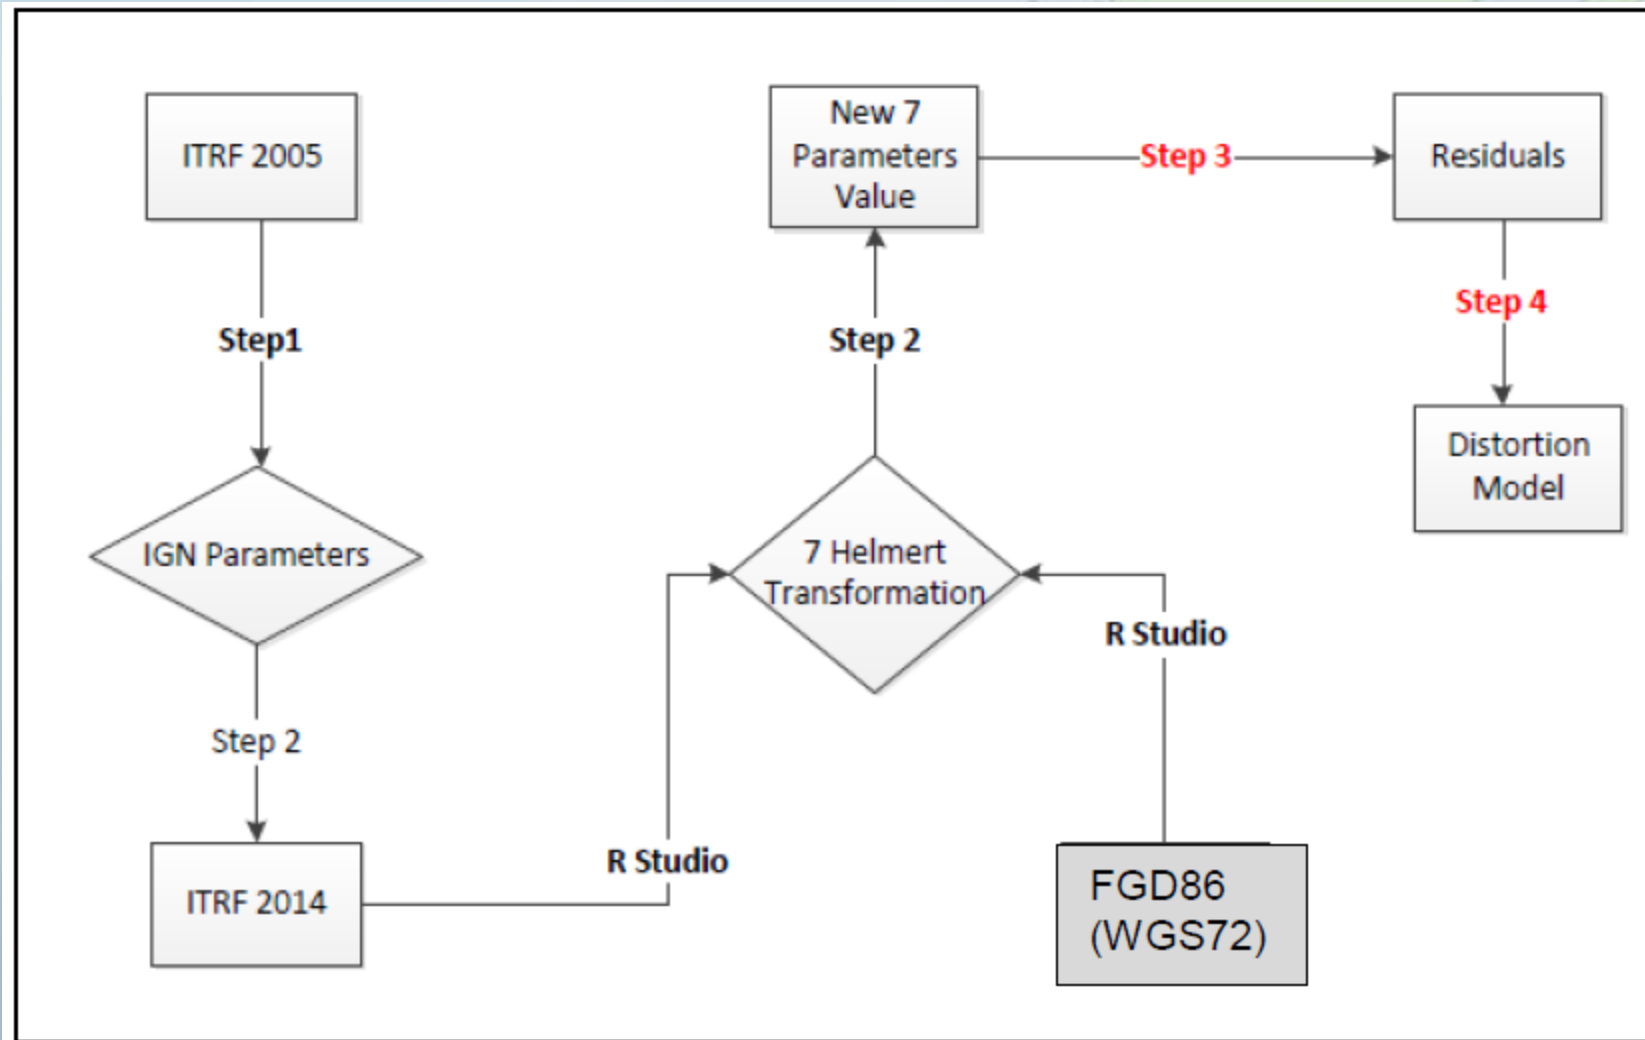 ITRF 2005
Step1
IGN Parameters
Step 2
ITRF 2014
R Studio
7 Helmert
Transformation
R Studio
FGD86
(WGS72)
Step 2
New 7
Parameters
Value
Step 3
Residuals
Step 4
Distortion
Model